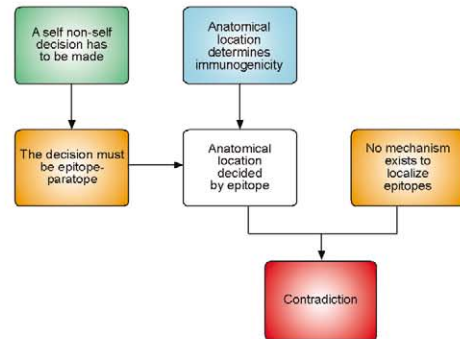 A self non-self
decision has
to be made
Anatomical
location
determines
immunogenicity
The decision must
be epitope-
paratope
Anatomical
location
decided
by epitope
No mechanism
exists to
localize
epitopes
Contradiction